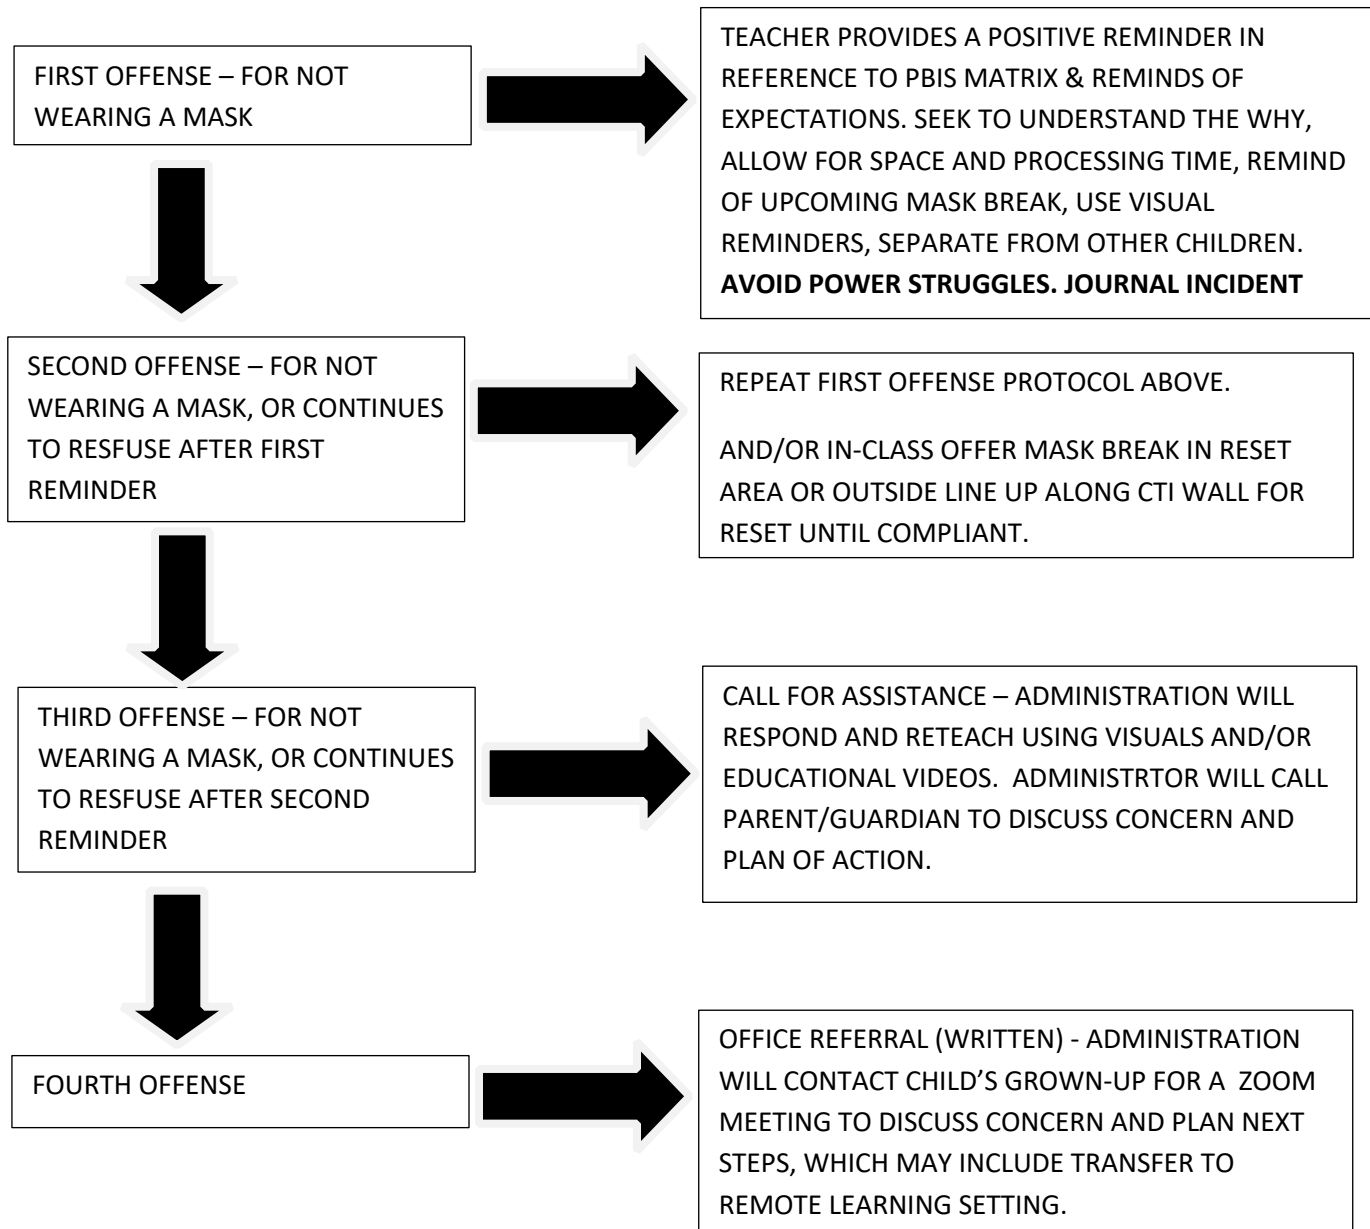 FIRST OFFENSE – FOR NOT
WEARING A MASK
TEACHER PROVIDES A POSITIVE REMINDER IN
REFERENCE TO PBIS MATRIX & REMINDS OF
EXPECTATIONS. SEEK TO UNDERSTAND THE WHY,
ALLOW FOR SPACE AND PROCESSING TIME, REMIND
OF UPCOMING MASK BREAK, USE VISUAL
REMINDERS, SEPARATE FROM OTHER CHILDREN.
AVOID POWER STRUGGLES. JOURNAL INCIDENT
SECOND OFFENSE – FOR NOT
WEARING A MASK, OR CONTINUES
TO RESFUSE AFTER FIRST
REMINDER
REPEAT FIRST OFFENSE PROTOCOL ABOVE.
AND/OR IN-CLASS OFFER MASK BREAK IN RESET
AREA OR OUTSIDE LINE UP ALONG CTI WALL FOR
RESET UNTIL COMPLIANT.
THIRD OFFENSE – FOR NOT
WEARING A MASK, OR CONTINUES
TO RESFUSE AFTER SECOND
REMINDER
CALL FOR ASSISTANCE – ADMINISTRATION WILL
RESPOND AND RETEACH USING VISUALS AND/OR
EDUCATIONAL VIDEOS.  ADMINISTRTOR WILL CALL
PARENT/GUARDIAN TO DISCUSS CONCERN AND
PLAN OF ACTION.
FOURTH OFFENSE
OFFICE REFERRAL (WRITTEN) - ADMINISTRATION
WILL CONTACT CHILD’S GROWN-UP FOR A  ZOOM
MEETING TO DISCUSS CONCERN AND PLAN NEXT
STEPS, WHICH MAY INCLUDE TRANSFER TO
REMOTE LEARNING SETTING.